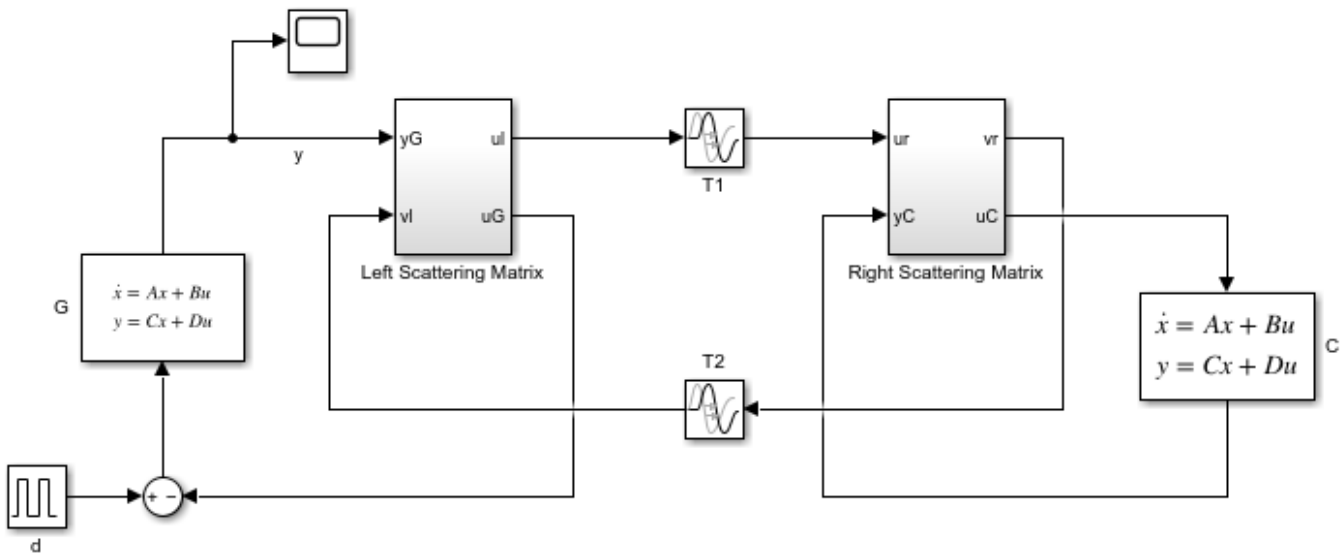 yG
ul
ur
vr
y
T1
vl
uG
yC
uC
Left Scattering Matrix
Right Scattering Matrix
G
ẋ = Ax + Bu
y = Cx + Du
ẋ = Ax + Bu
y = Cx + Du
C
T2
+ −
d